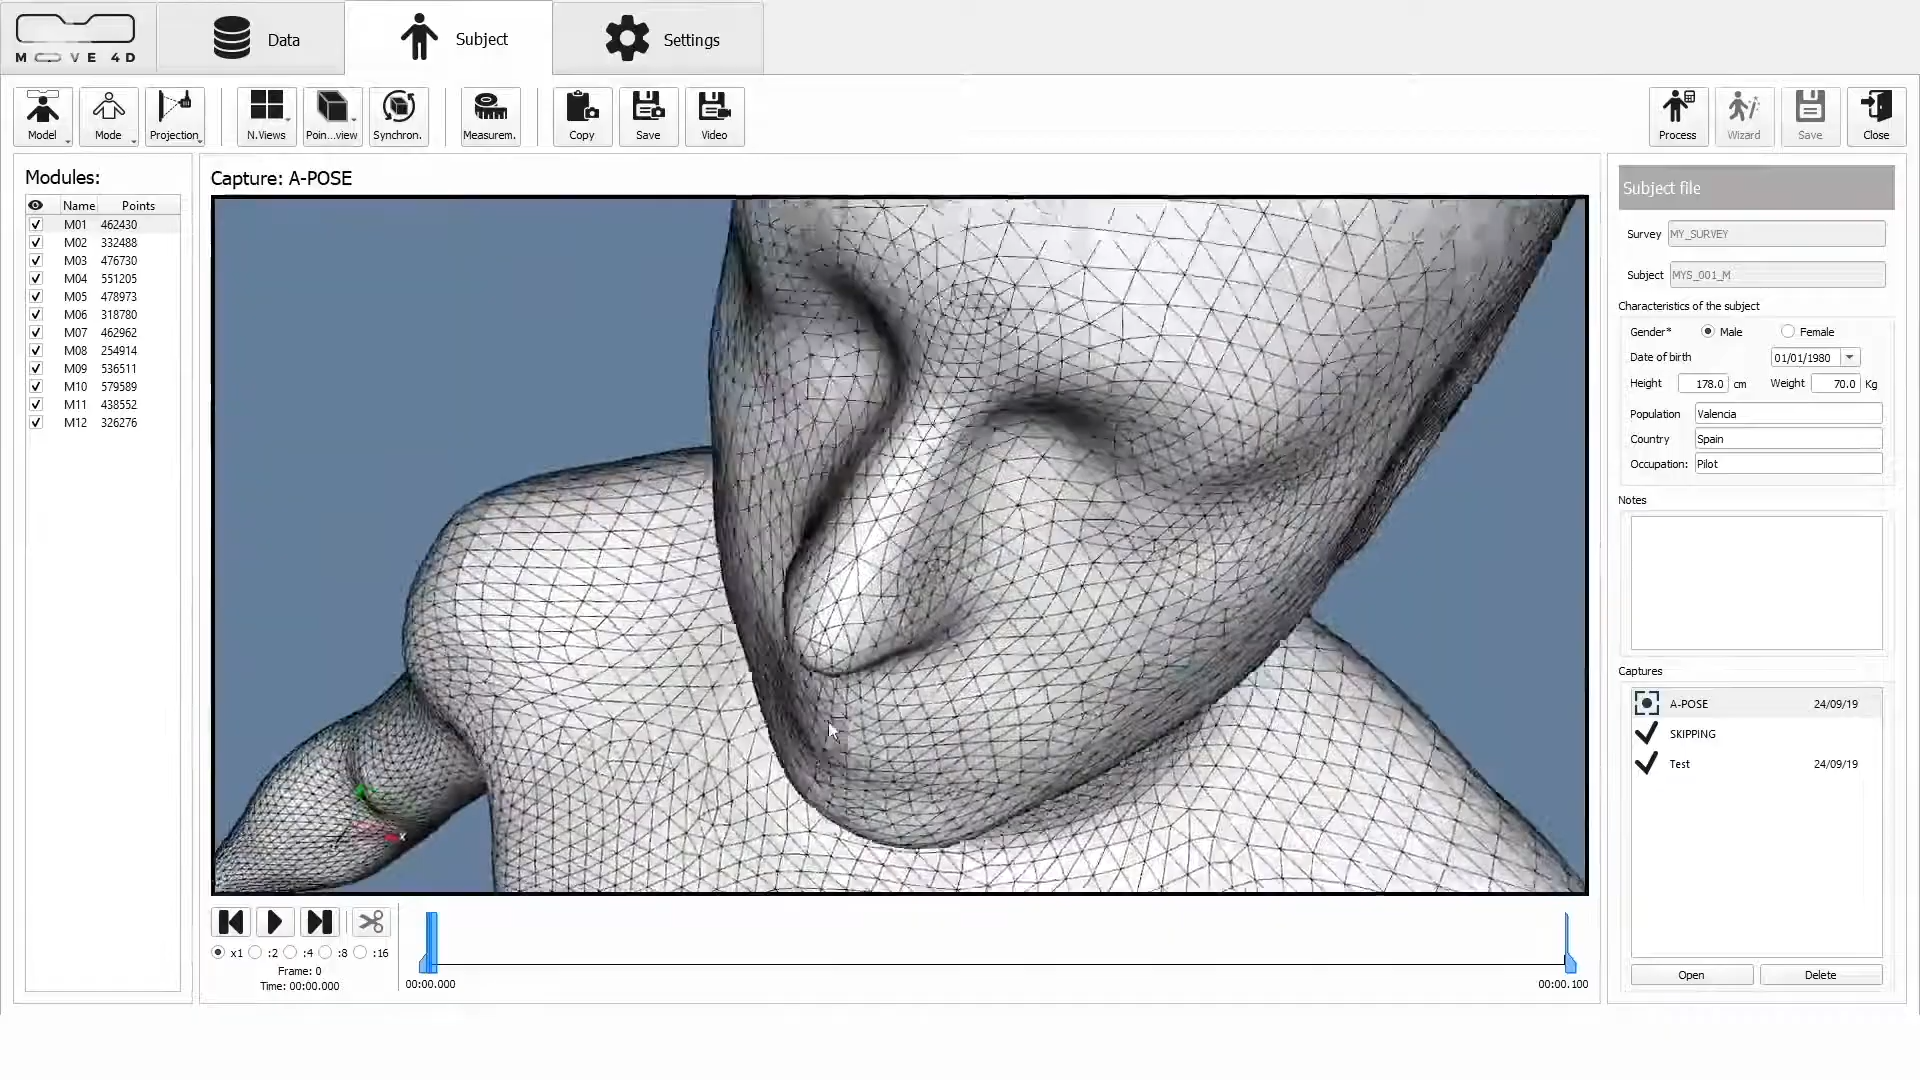 MOVE 4D
Data
Subject
Settings
Model
Mode
Projection
N.Views
Poin...view
Synchron.
Measurem.
Copy
Save
Video
Process
Wizard
Save
Close
Modules:
Name Points
M01 462430
M02 332488
M03 476730
M04 551205
M05 478973
M06 318780
M07 462962
M08 254914
M09 536511
M10 579589
M11 438552
M12 326276
Capture: A-POSE
x
x1 :2 :4 :8 :16
Frame: 0
Time: 00:00.000
00:00.000
00:00.100
Subject file
Survey MY_SURVEY
Subject MYS_001_M
Characteristics of the subject
Gender* Male Female
Date of birth 01/01/1980
Height 178.0 cm Weight 70.0 Kg
Population Valencia
Country Spain
Occupation: Pilot
Notes
Captures
A-POSE 24/09/19
SKIPPING
Test 24/09/19
Open Delete